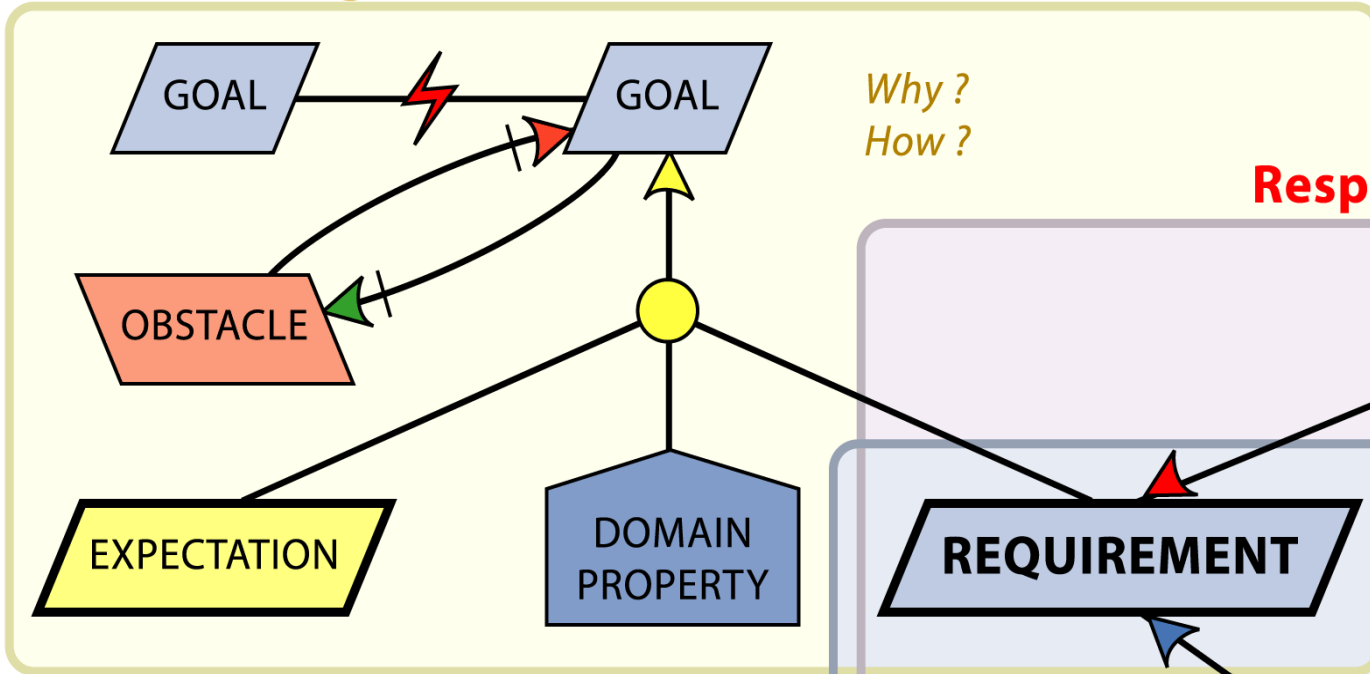 GOAL
GOAL
Why ?
How ?
Resp
OBSTACLE
EXPECTATION
DOMAIN
PROPERTY
REQUIREMENT